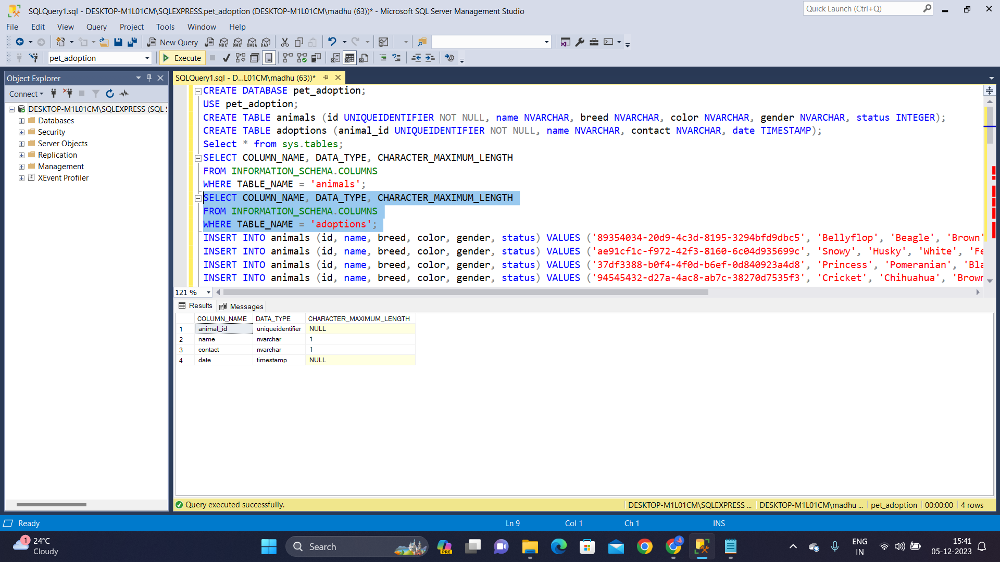 SQLQuery1.sql - DESKTOP-M1L01CM\SQLEXPRESS.pet_adoption (DESKTOP-M1L01CM\madhu (63))* - Microsoft SQL Server Management Studio
Quick Launch (Ctrl+Q)
File Edit View Query Project Tools Window Help
New Query
MDX DMX XMLA DAX
pet_adoption
Execute
Object Explorer
Connect
DESKTOP-M1L01CM\SQLEXPRESS (SQL S
Databases
Security
Server Objects
Replication
Management
XEvent Profiler
SQLQuery1.sql - D...L01CM\madhu (63))*
CREATE DATABASE pet_adoption;
USE pet_adoption;
CREATE TABLE animals (id UNIQUEIDENTIFIER NOT NULL, name NVARCHAR, breed NVARCHAR, color NVARCHAR, gender NVARCHAR, status INTEGER);
CREATE TABLE adoptions (animal_id UNIQUEIDENTIFIER NOT NULL, name NVARCHAR, contact NVARCHAR, date TIMESTAMP);
Select * from sys.tables;
SELECT COLUMN_NAME, DATA_TYPE, CHARACTER_MAXIMUM_LENGTH
FROM INFORMATION_SCHEMA.COLUMNS
WHERE TABLE_NAME = 'animals';
SELECT COLUMN_NAME, DATA_TYPE, CHARACTER_MAXIMUM_LENGTH
FROM INFORMATION_SCHEMA.COLUMNS
WHERE TABLE_NAME = 'adoptions';
INSERT INTO animals (id, name, breed, color, gender, status) VALUES ('89354034-20d9-4c3d-8195-3294bfd9dbc5', 'Bellyflop', 'Beagle', 'Brown'
INSERT INTO animals (id, name, breed, color, gender, status) VALUES ('ae91cf1c-f972-42f3-8160-6c04d935699c', 'Snowy', 'Husky', 'White', 'Fe
INSERT INTO animals (id, name, breed, color, gender, status) VALUES ('37df3388-b0f4-4f0d-b6ef-0d840923a4d8', 'Princess', 'Pomeranian', 'Bla
INSERT INTO animals (id, name, breed, color, gender, status) VALUES ('94545432-d27a-4ac8-ab7c-38270d7535f3', 'Cricket', 'Chihuahua', 'Brown
121 %
Results Messages
COLUMN_NAME DATA_TYPE CHARACTER_MAXIMUM_LENGTH
1 animal_id uniqueidentifier NULL
2 name nvarchar 1
3 contact nvarchar 1
4 date timestamp NULL
Query executed successfully.
DESKTOP-M1L01CM\SQLEXPRESS ... DESKTOP-M1L01CM\madhu ... pet_adoption 00:00:00 4 rows
Ready Ln 9 Col 1 Ch 1 INS
1
24°C
Cloudy
Search
PRE
ENG
IN
15:41
05-12-2023